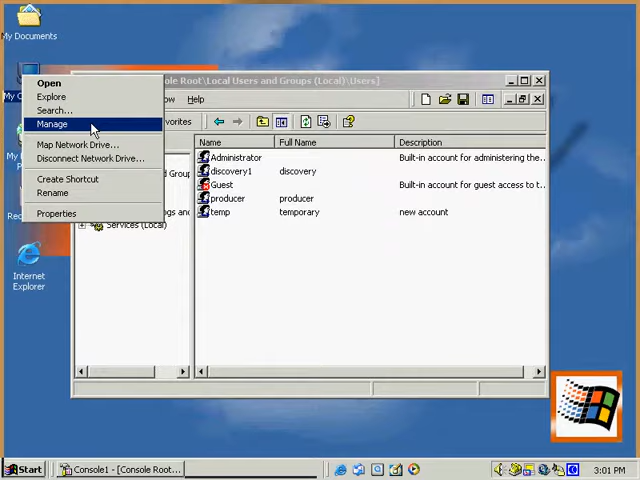 My Documents
Console Root\Local Users and Groups (Local)\Users]
Open
Explore
Search...
Manage
Map Network Drive...
Disconnect Network Drive...
Create Shortcut
Rename
Properties
Help
Name
Full Name
Description
Administrator
Built-in account for administering the...
discovery1
discovery
Guest
Built-in account for guest access to t...
producer
producer
temp
temporary
new account
Services (Local)
Internet
Explorer
Start
Console1 - [Console Root...
3:01 PM